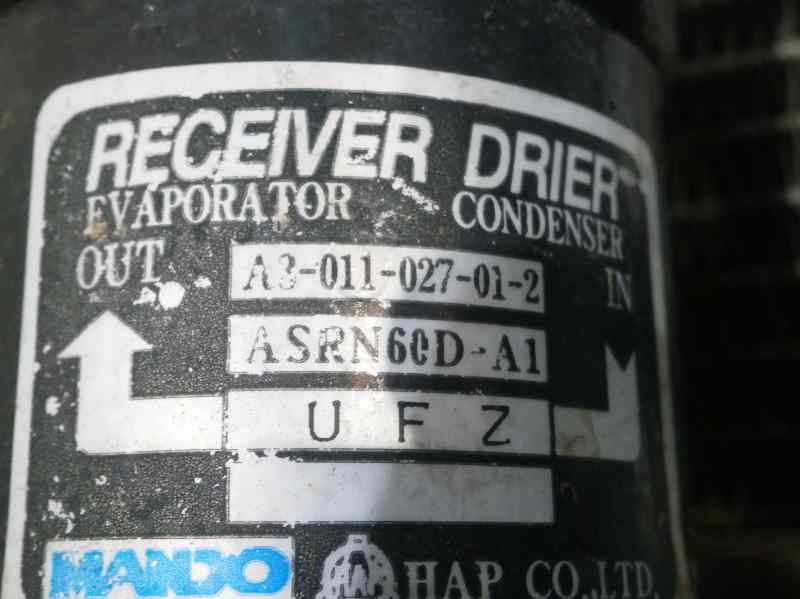 RECEIVER DRIER
EVAPORATOR CONDENSER
OUT A3-011-027-01-2 IN
ASRN60D-A1
U F Z
MANDO HAP CO.,LTD.